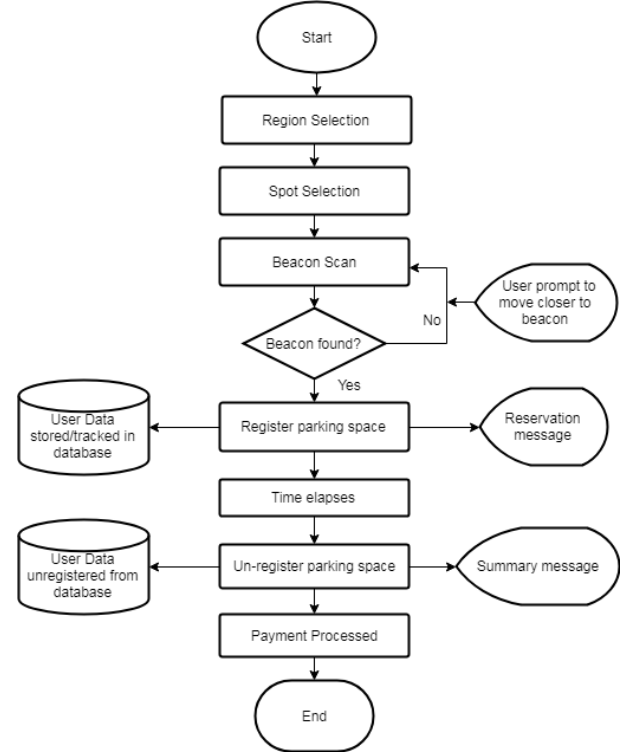 Start
Region Selection
Spot Selection
Beacon Scan
User prompt to
move closer to
beacon
No
Beacon found?
Yes
User Data
stored/tracked in
database
Register parking space
Reservation
message
Time elapses
User Data
unregistered from
database
Un-register parking space
Summary message
Payment Processed
End